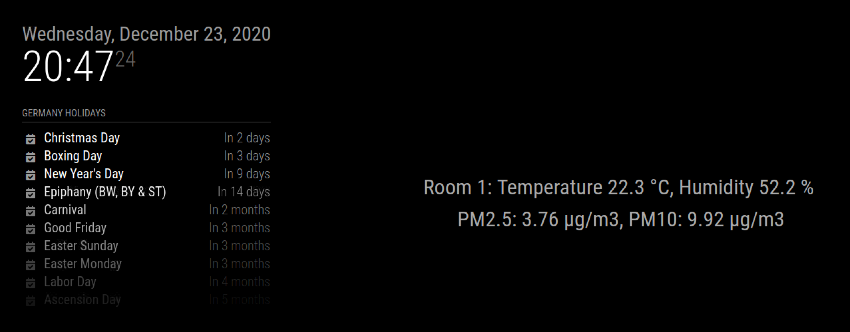 Wednesday, December 23, 2020
20:47 24
GERMANY HOLIDAYS
Christmas Day In 2 days
Boxing Day In 3 days
New Year's Day In 9 days
Epiphany (BW, BY & ST) In 14 days
Carnival In 2 months
Good Friday In 3 months
Easter Sunday In 3 months
Easter Monday In 3 months
Labor Day In 4 months
Ascension Day In 5 months
Room 1: Temperature 22.3 °C, Humidity 52.2 %
PM2.5: 3.76 µg/m3, PM10: 9.92 µg/m3